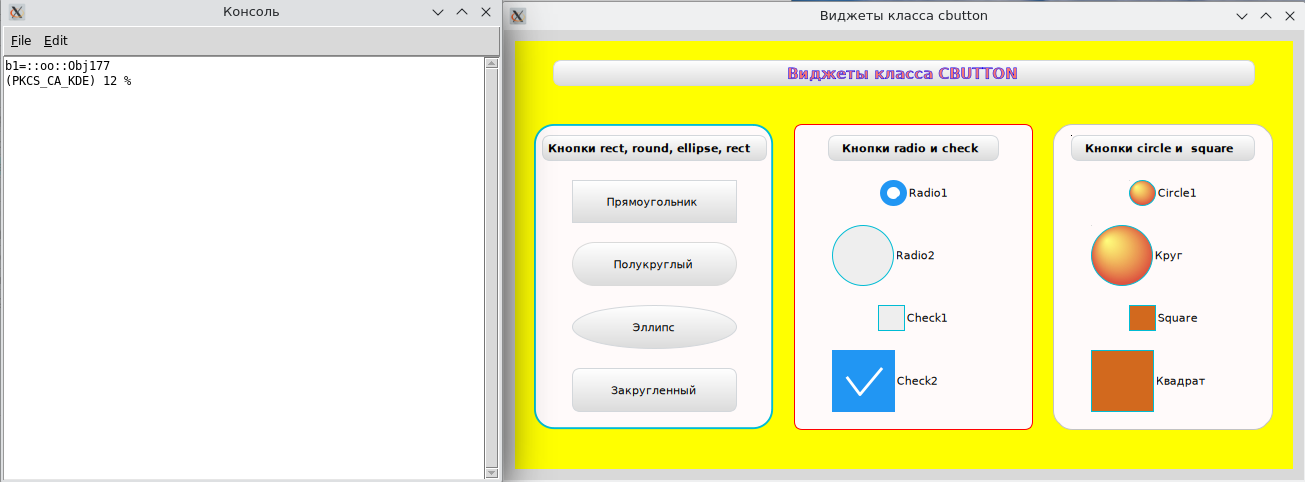 Консоль
File Edit
b1=::oo::Obj177
(PKCS_CA_KDE) 12 %
Виджеты класса cbutton
Виджеты класса CBUTTON
Кнопки rect, round, ellipse, rect
Прямоугольник
Полукруглый
Эллипс
Закругленный
Кнопки radio и check
Radio1
Radio2
Check1
Check2
Кнопки circle и  square
Circle1
Круг
Square
Квадрат